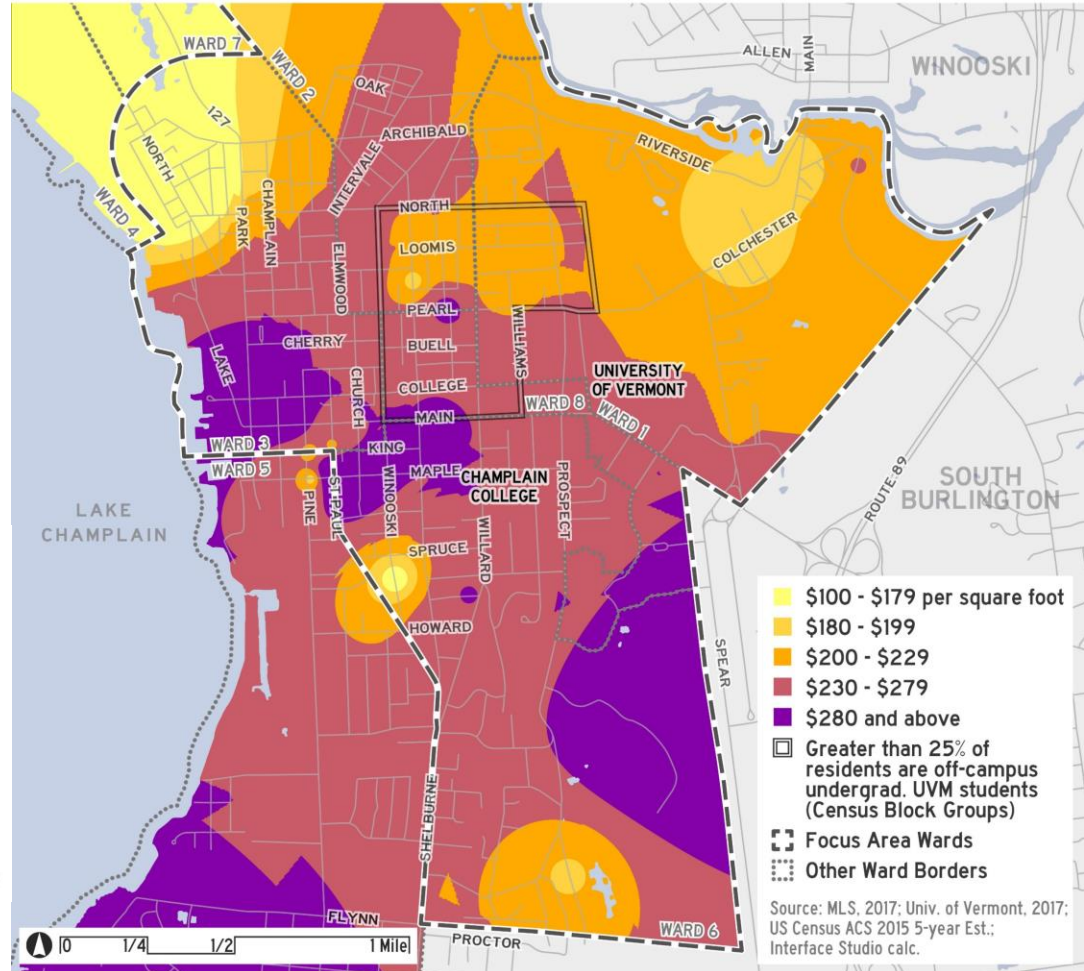 WARD 7
WARD 2
ALLEN
MAIN
WINOOSKI
OAK
127
NORTH
ARCHIBALD
RIVERSIDE
INTERVALE
CHAMPLAIN
PARK
WARD 4
NORTH
LOOMIS
ELMWOOD
COLCHESTER
PEARL
WILLIAMS
CHERRY
LAKE
BUELL
CHURCH
COLLEGE
UNIVERSITY
OF VERMONT
MAIN
WARD 8
WARD 1
WARD 3
WARD 5
KING
MAPLE
WINOOSKI
CHAMPLAIN
COLLEGE
PROSPECT
ST PAUL
PINE
ROUTE-89
SOUTH
BURLINGTON
LAKE
CHAMPLAIN
SPRUCE
WILLARD
HOWARD
SPEAR
SHELBURNE
FLYNN
WARD 6
PROCTOR
$100 - $179 per square foot
$180 - $199
$200 - $229
$230 - $279
$280 and above
Greater than 25% of
residents are off-campus
undergrad. UVM students
(Census Block Groups)
Focus Area Wards
Other Ward Borders
Source: MLS, 2017; Univ. of Vermont, 2017;
US Census ACS 2015 5-year Est.;
Interface Studio calc.
0 1/4 1/2 1 Mile